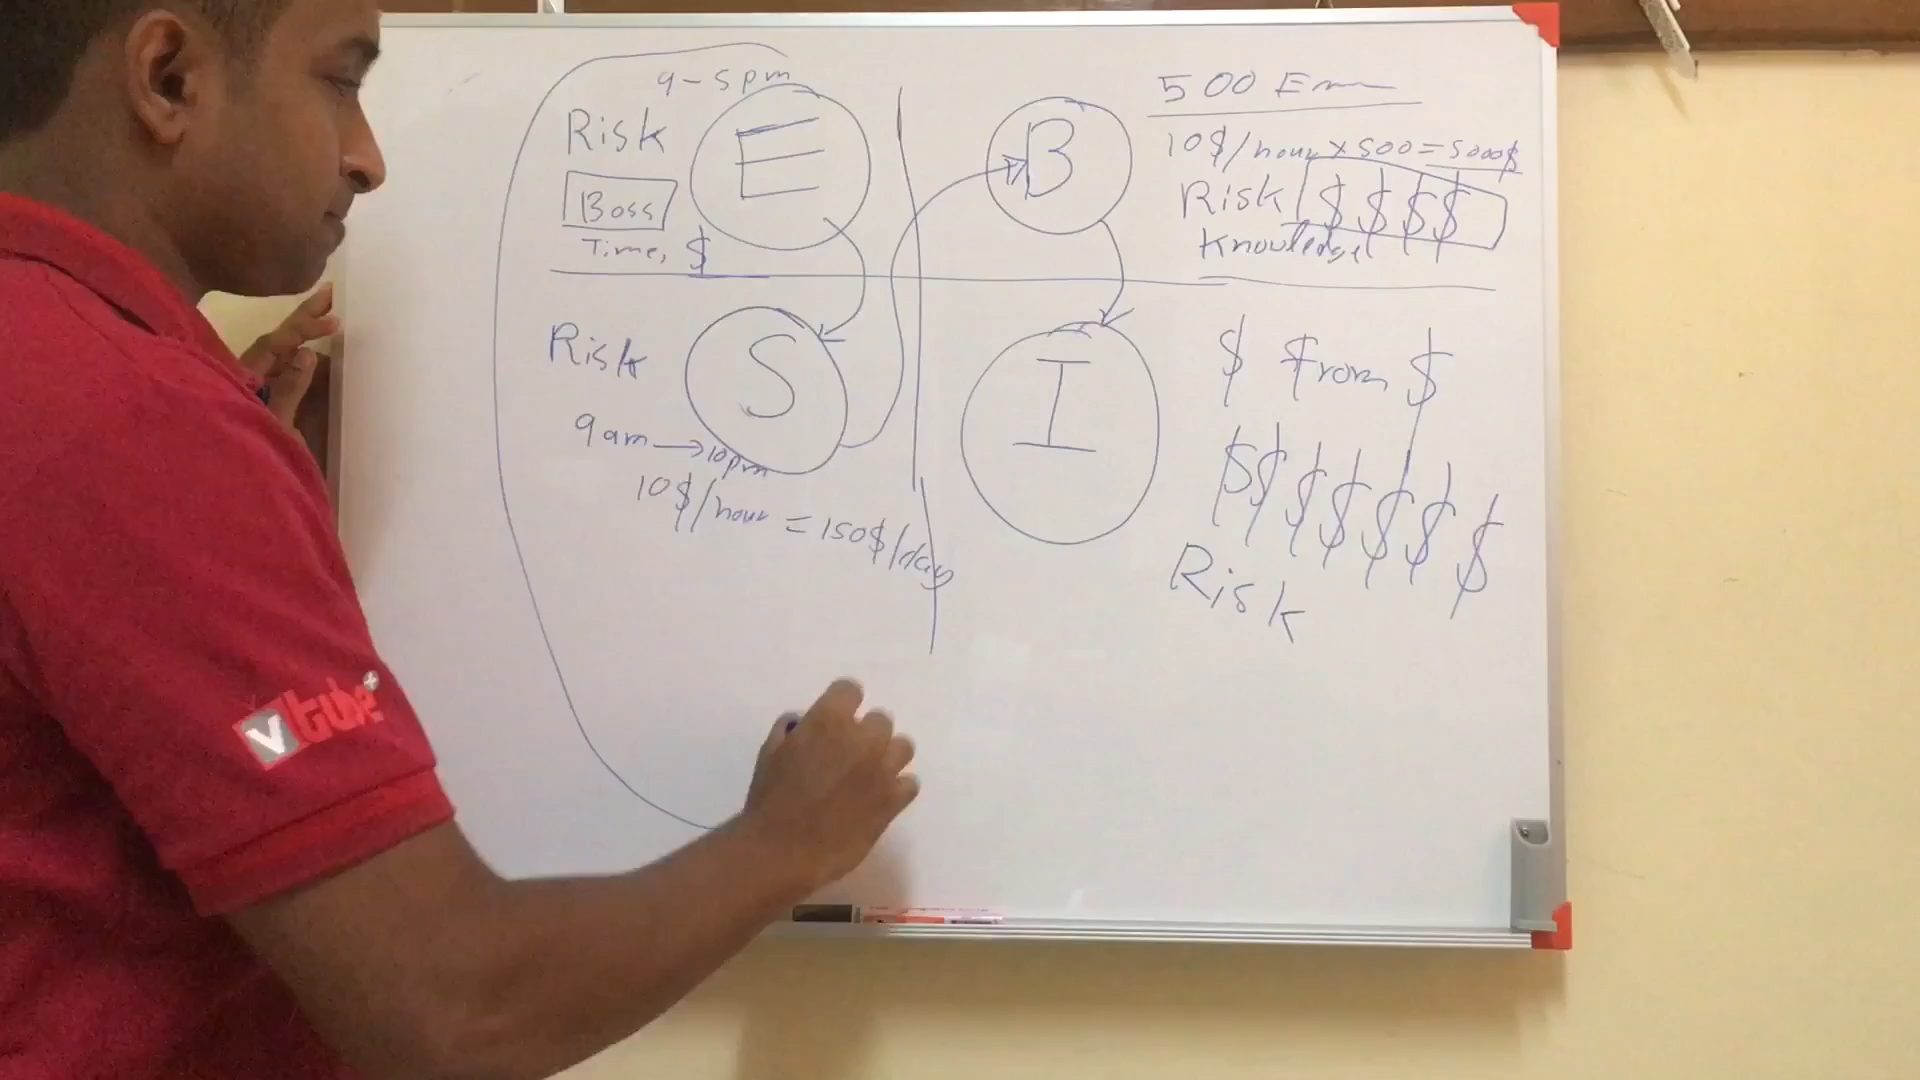 9-5pm
Risk
E
Boss
Time, $
B
500 Em
10$/hour x 500 = 5000$
Risk $ $ $ $
Knowledge
Risk
S
9am → 10pm
10$/hour = 150$/day
I
$ From $
$ $ $ $ $ $ $
Risk
vtube+